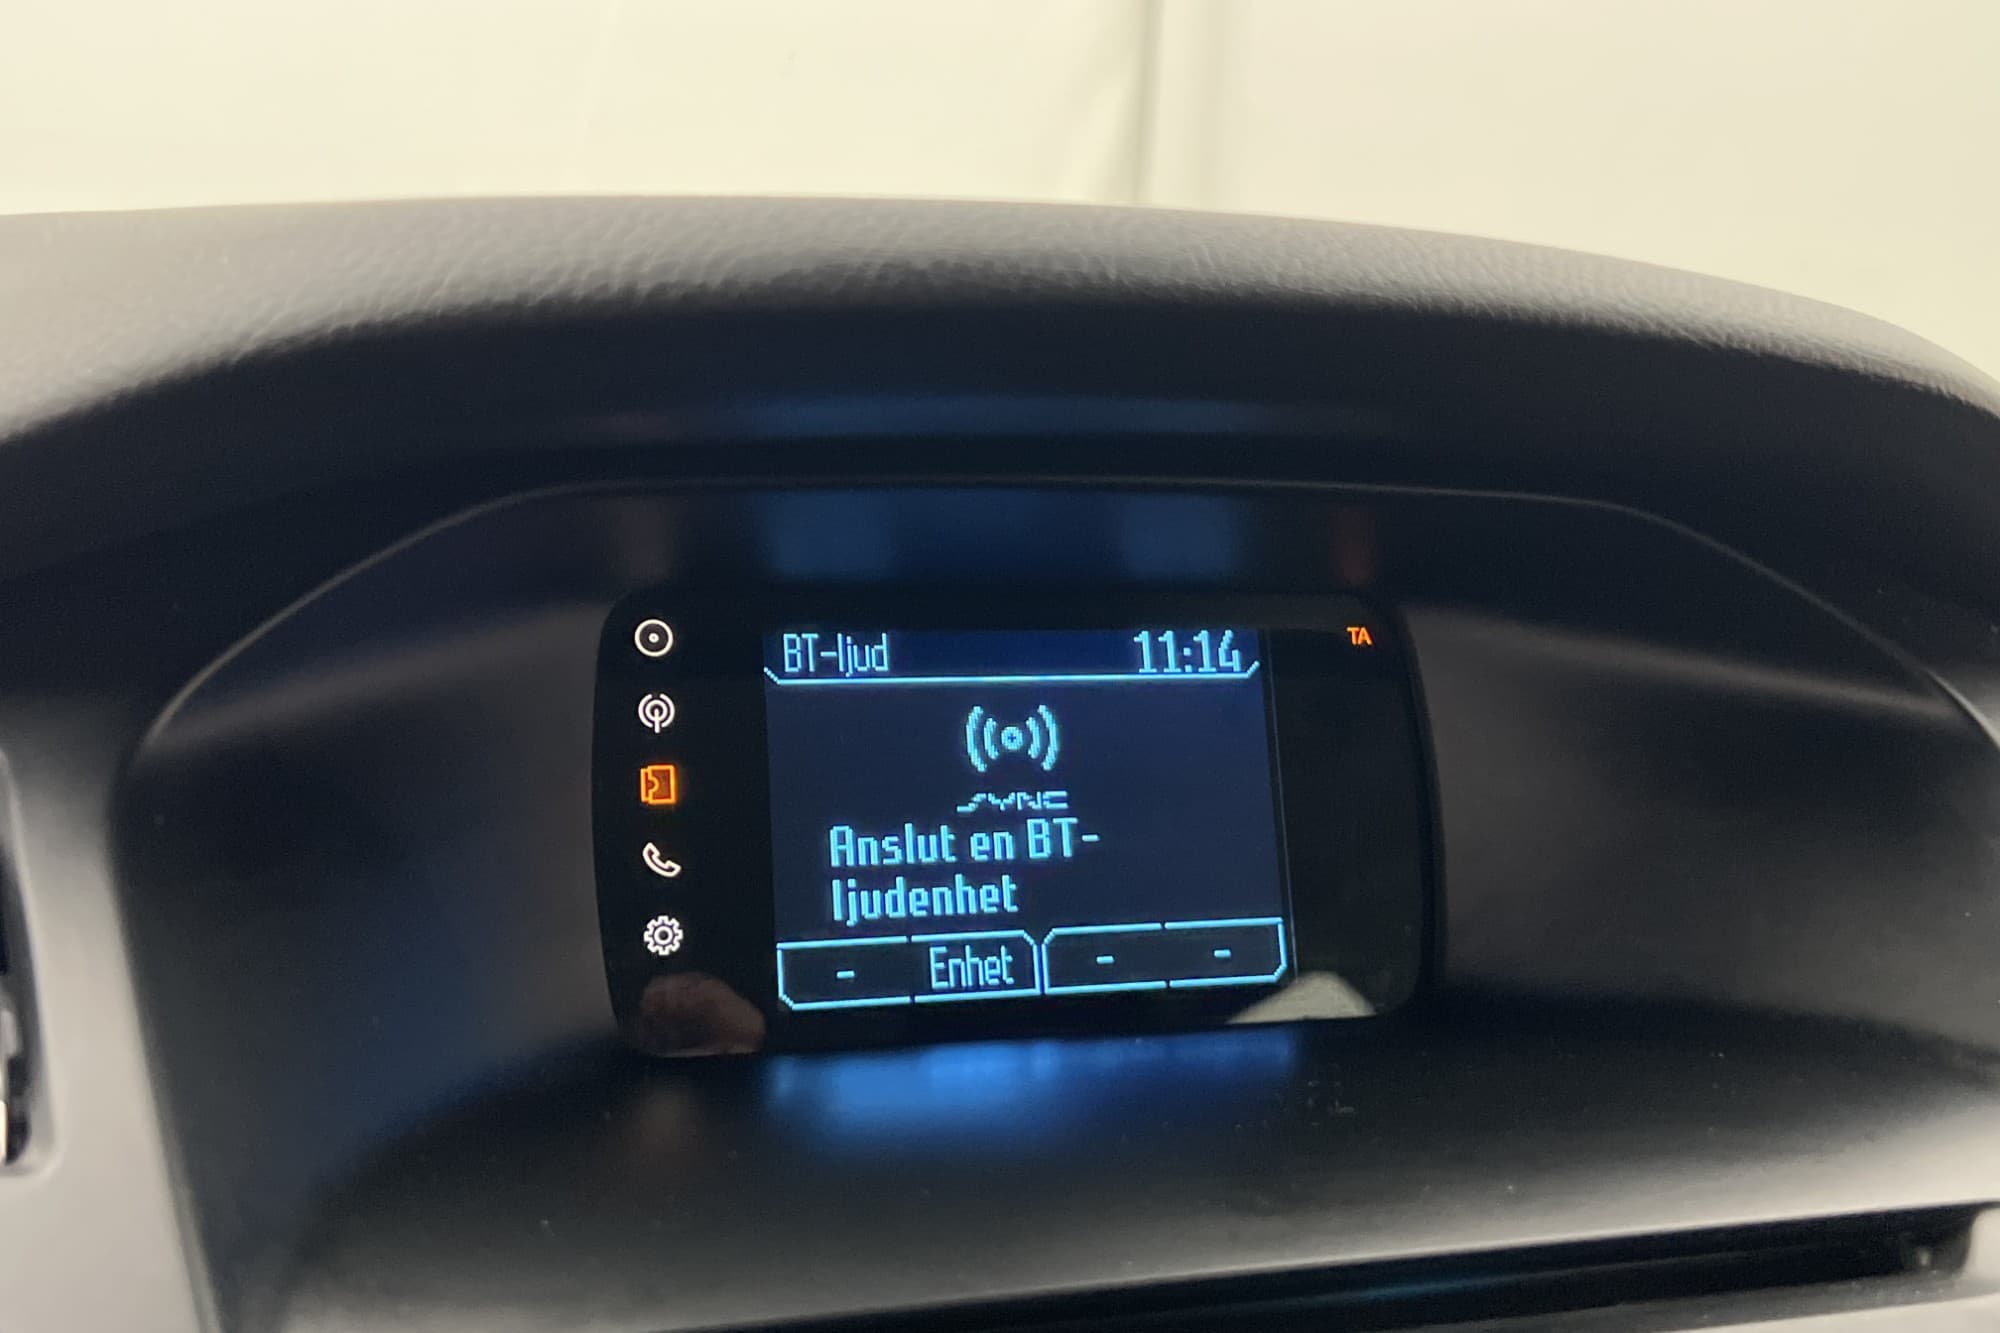 BT-ljud 11:14 TA
SYNC
Anslut en BT-
ljudenhet
- Enhet - -